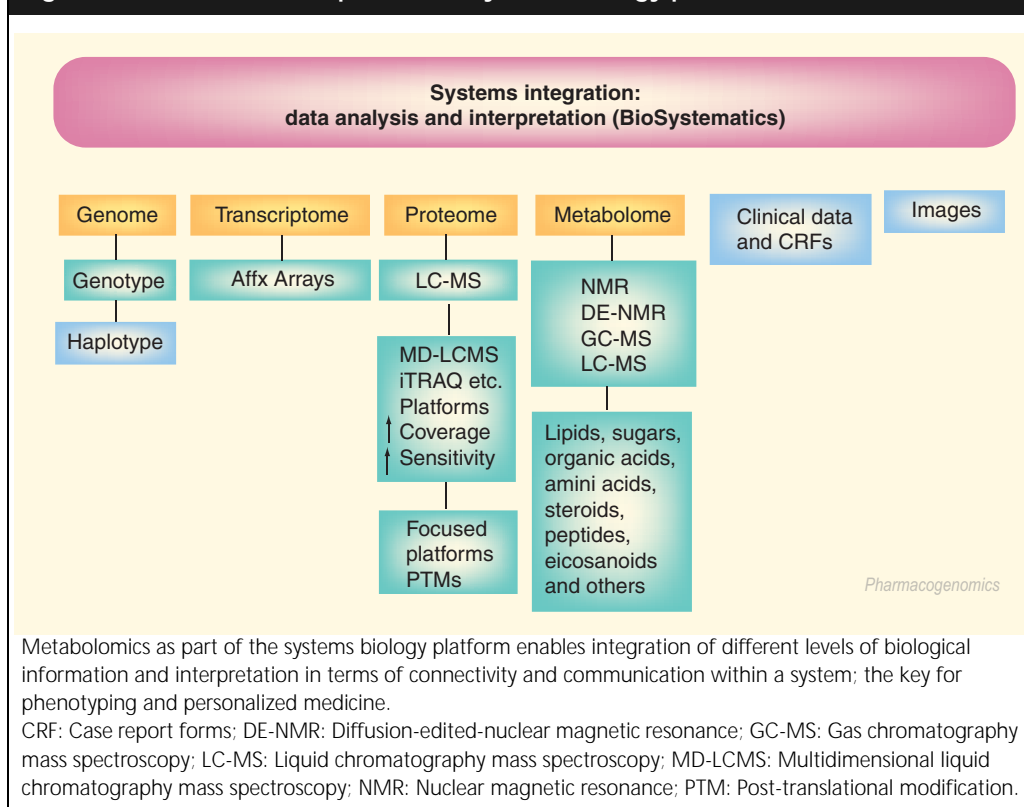 Systems integration:
data analysis and interpretation (BioSystematics)
Genome
Genotype
Haplotype
Transcriptome
Affx Arrays
Proteome
LC-MS
MD-LCMS
iTRAQ etc.
Platforms
Coverage
Sensitivity
Focused
platforms
PTMs
Metabolome
NMR
DE-NMR
GC-MS
LC-MS
Lipids, sugars,
organic acids,
amini acids,
steroids,
peptides,
eicosanoids
and others
Clinical data
and CRFs
Images
Pharmacogenomics
Metabolomics as part of the systems biology platform enables integration of different levels of biological
information and interpretation in terms of connectivity and communication within a system; the key for
phenotyping and personalized medicine.
CRF: Case report forms; DE-NMR: Diffusion-edited-nuclear magnetic resonance; GC-MS: Gas chromatography
mass spectroscopy; LC-MS: Liquid chromatography mass spectroscopy; MD-LCMS: Multidimensional liquid
chromatography mass spectroscopy; NMR: Nuclear magnetic resonance; PTM: Post-translational modification.